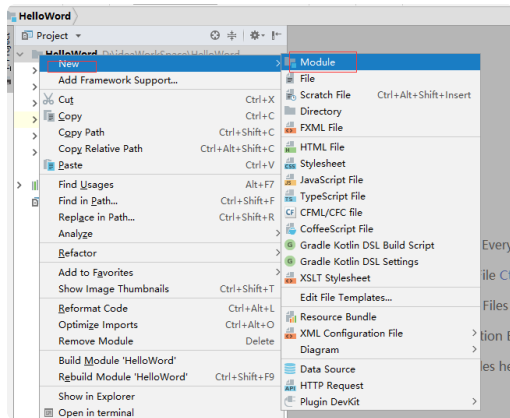 HelloWord
Project
HelloWord D:\ideaWorkSpace\HelloWord
New
Add Framework Support...
Cut Ctrl+X
Copy Ctrl+C
Copy Path Ctrl+Shift+C
Copy Relative Path Ctrl+Alt+Shift+C
Paste Ctrl+V
Find Usages Alt+F7
Find in Path... Ctrl+Shift+F
Replace in Path... Ctrl+Shift+R
Analyze
Refactor
Add to Favorites
Show Image Thumbnails Ctrl+Shift+T
Reformat Code Ctrl+Alt+L
Optimize Imports Ctrl+Alt+O
Remove Module Delete
Build Module 'HelloWord'
Rebuild Module 'HelloWord' Ctrl+Shift+F9
Show in Explorer
Open in terminal
Module
File
Scratch File Ctrl+Alt+Shift+Insert
Directory
FXML File
HTML File
Stylesheet
JavaScript File
TypeScript File
CFML/CFC file
CoffeeScript File
Gradle Kotlin DSL Build Script
Gradle Kotlin DSL Settings
XSLT Stylesheet
Edit File Templates...
Resource Bundle
XML Configuration File
Diagram
Data Source
HTTP Request
Plugin DevKit
Every
ile C
Files
tion B
les he